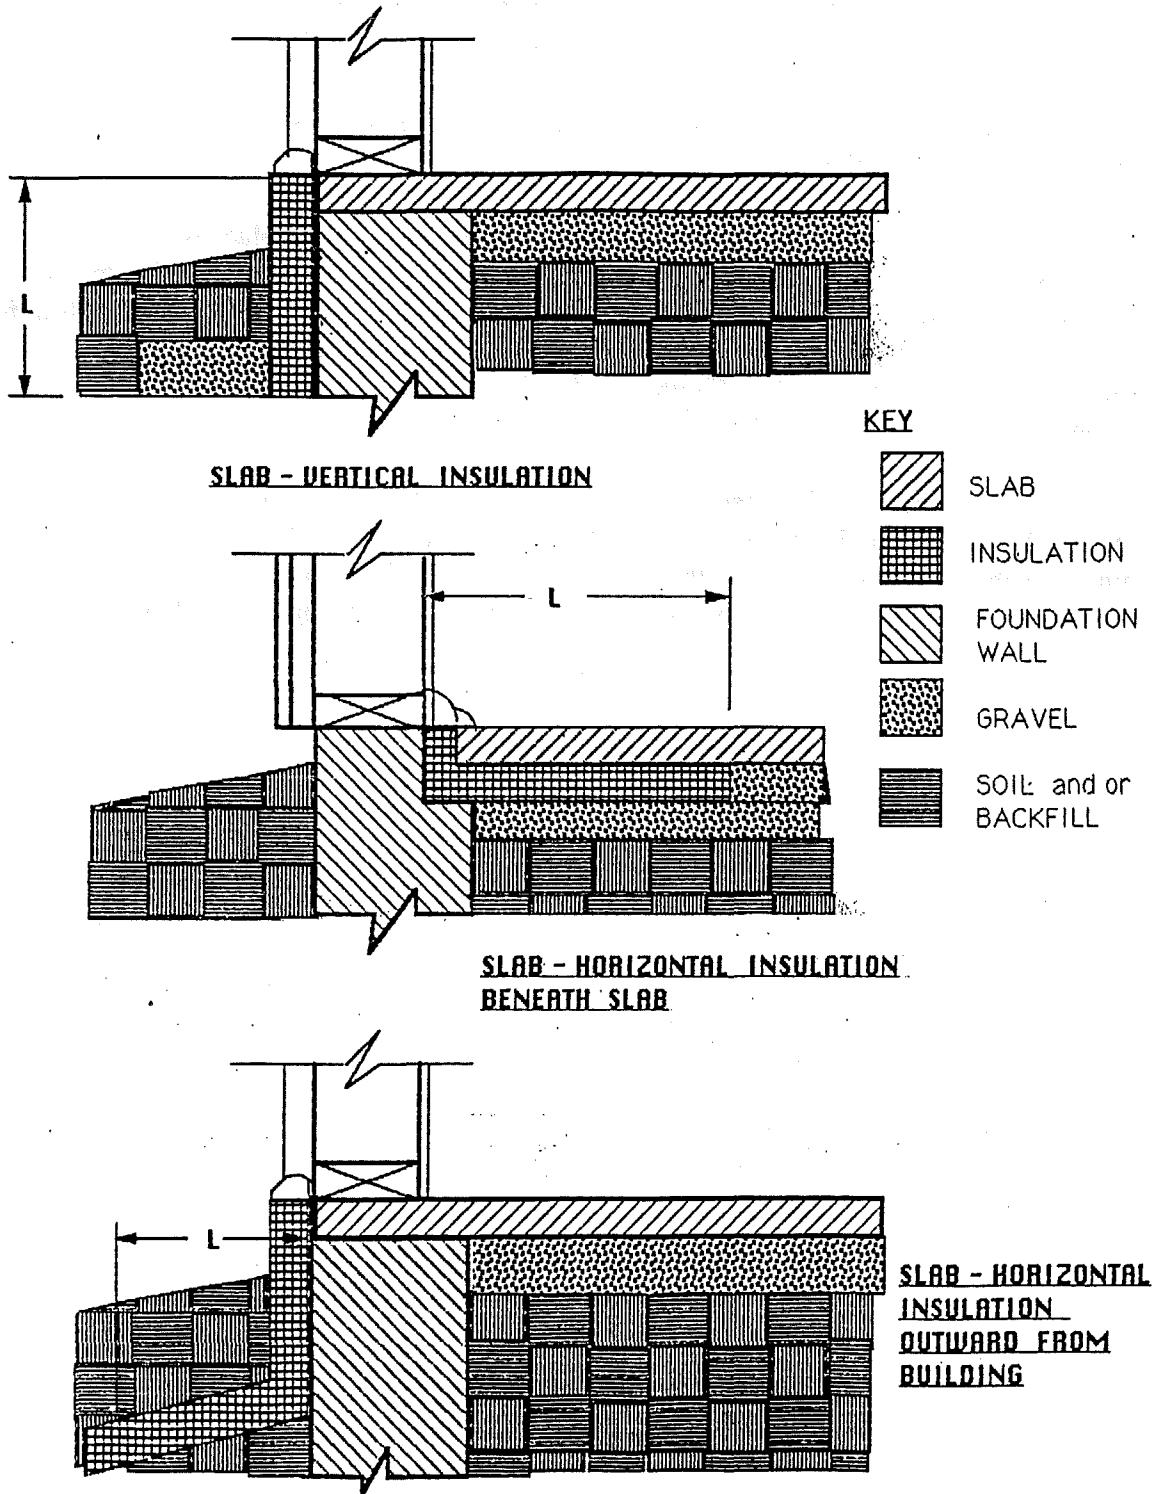 L
SLAB - VERTICAL INSULATION
KEY
SLAB
INSULATION
FOUNDATION
WALL
GRAVEL
SOIL and or
BACKFILL
L
SLAB - HORIZONTAL INSULATION
BENEATH SLAB
L
SLAB - HORIZONTAL
INSULATION
OUTWARD FROM
BUILDING